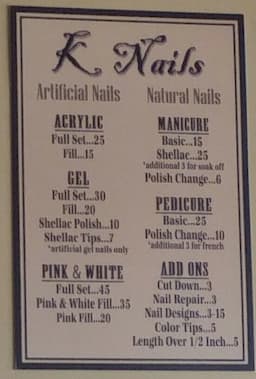 K Nails
Artificial Nails
ACRYLIC
Full Set...25
Fill...15
GEL
Full Set...30
Fill...20
Shellac Polish...10
Shellac Tips...7
*artificial gel nails only
PINK & WHITE
Full Set...45
Pink & White Fill...35
Pink Fill...20
Natural Nails
MANICURE
Basic...15
Shellac...25
*additional 3 for soak off
Polish Change...6
PEDICURE
Basic...25
Polish Change...10
*additional 5 for french
ADD ONS
Cut Down...3
Nail Repair...3
Nail Designs...3-15
Color Tips...5
Length Over 1/2 Inch...5